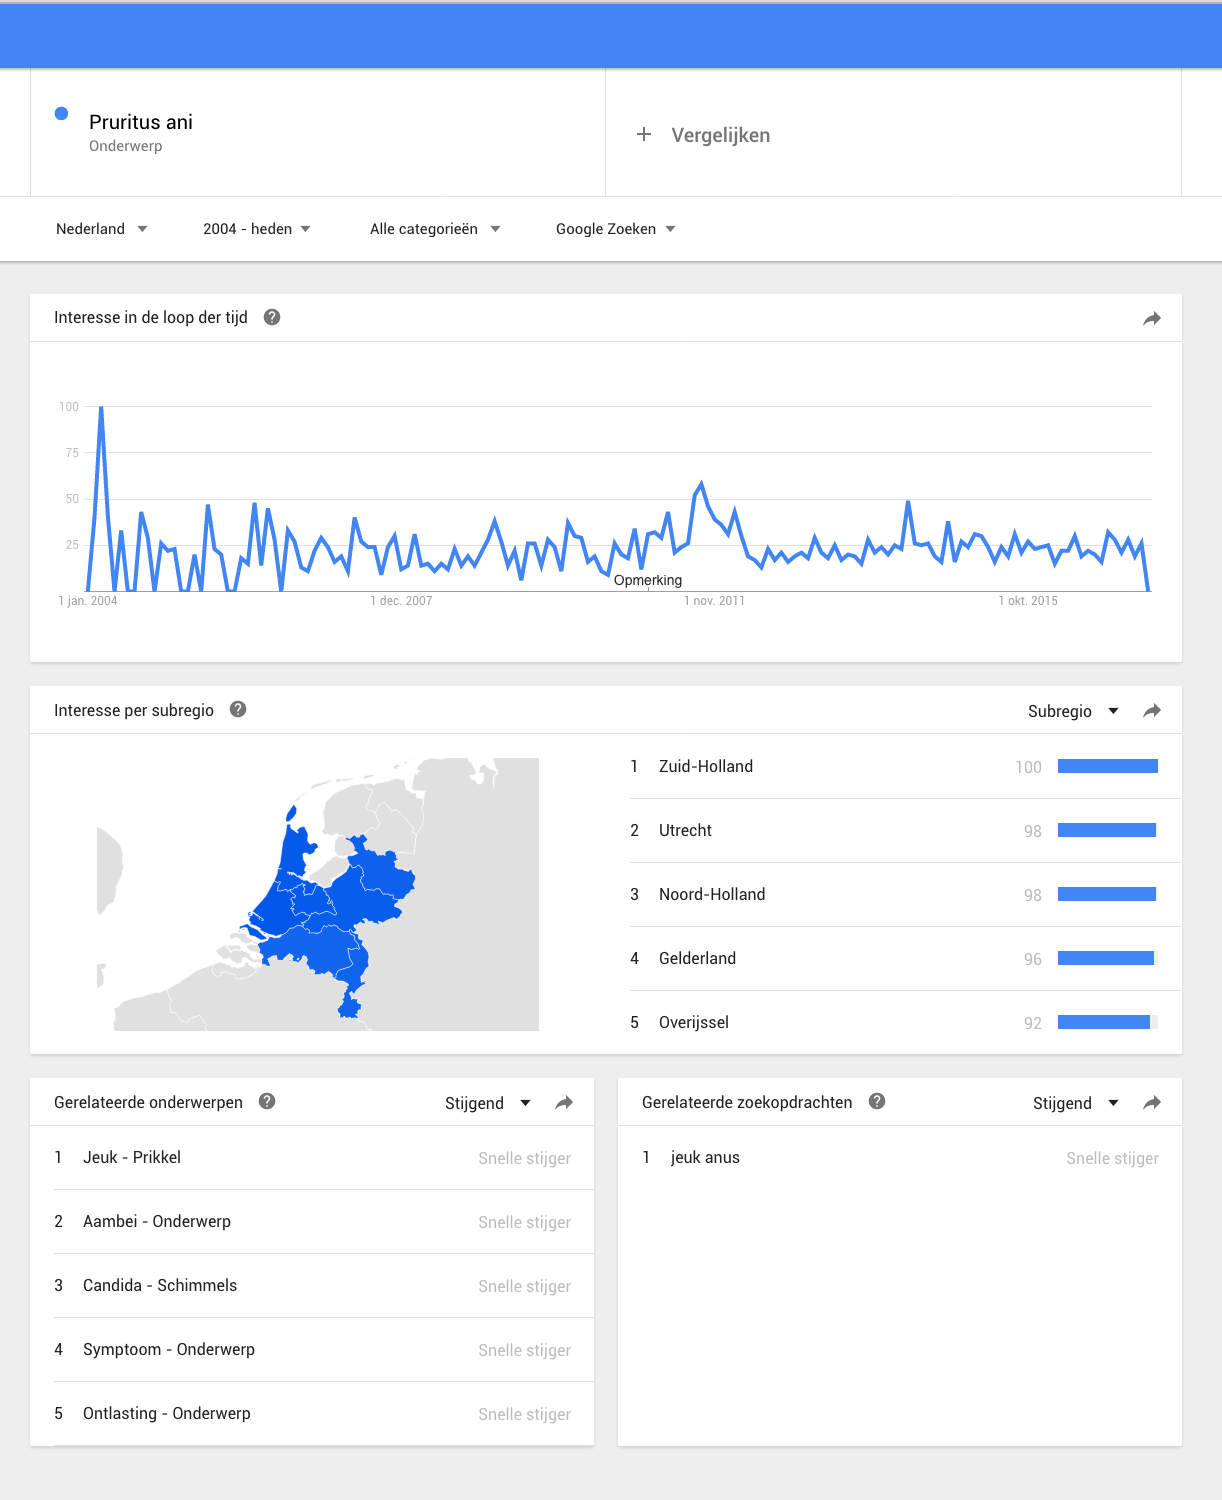 Pruritus ani
Onderwerp
+ Vergelijken
Nederland
2004 - heden
Alle categorieën
Google Zoeken
Interesse in de loop der tijd ?
100
75
50
25
Opmerking
1 jan. 2004
1 dec. 2007
1 nov. 2011
1 okt. 2015
Interesse per subregio ?
Subregio
1 Zuid-Holland 100
2 Utrecht 98
3 Noord-Holland 98
4 Gelderland 96
5 Overijssel 92
Gerelateerde onderwerpen ?
Stijgend
1 Jeuk - Prikkel Snelle stijger
2 Aambei - Onderwerp Snelle stijger
3 Candida - Schimmels Snelle stijger
4 Symptoom - Onderwerp Snelle stijger
5 Ontlasting - Onderwerp Snelle stijger
Gerelateerde zoekopdrachten ?
Stijgend
1 jeuk anus Snelle stijger